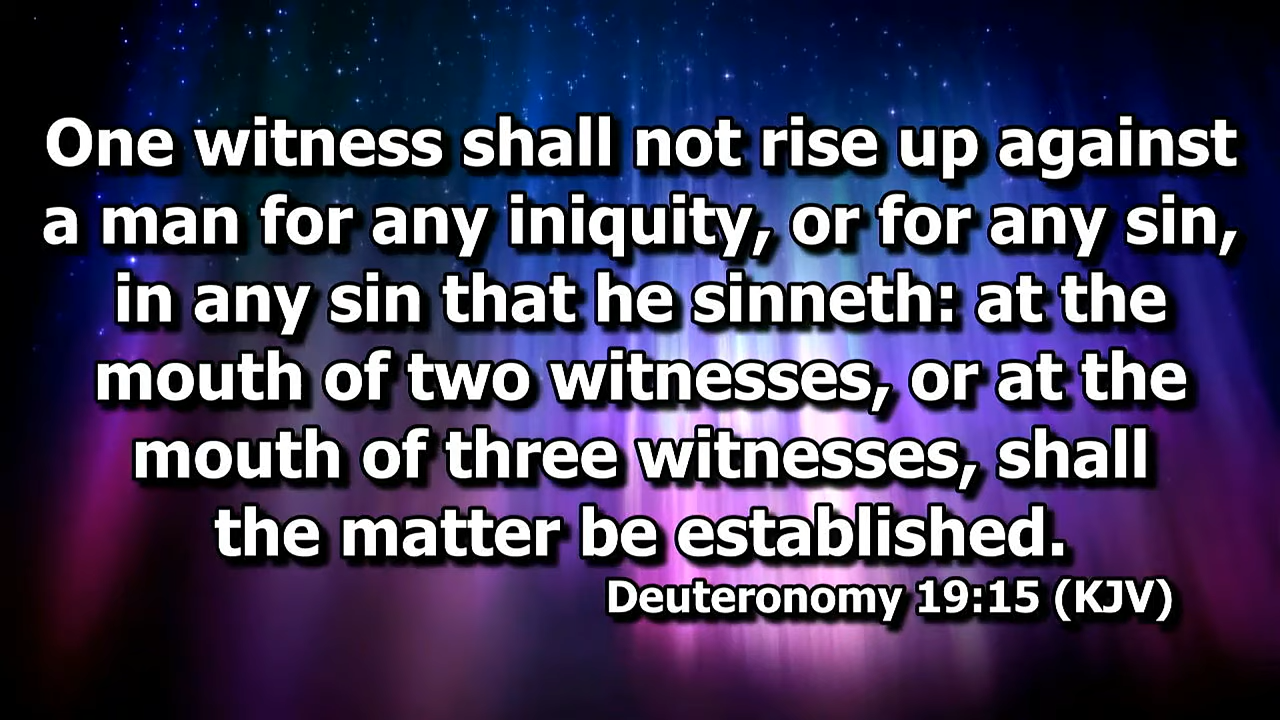 One witness shall not rise up against
a man for any iniquity, or for any sin,
in any sin that he sinneth: at the
mouth of two witnesses, or at the
mouth of three witnesses, shall
the matter be established.
Deuteronomy 19:15 (KJV)